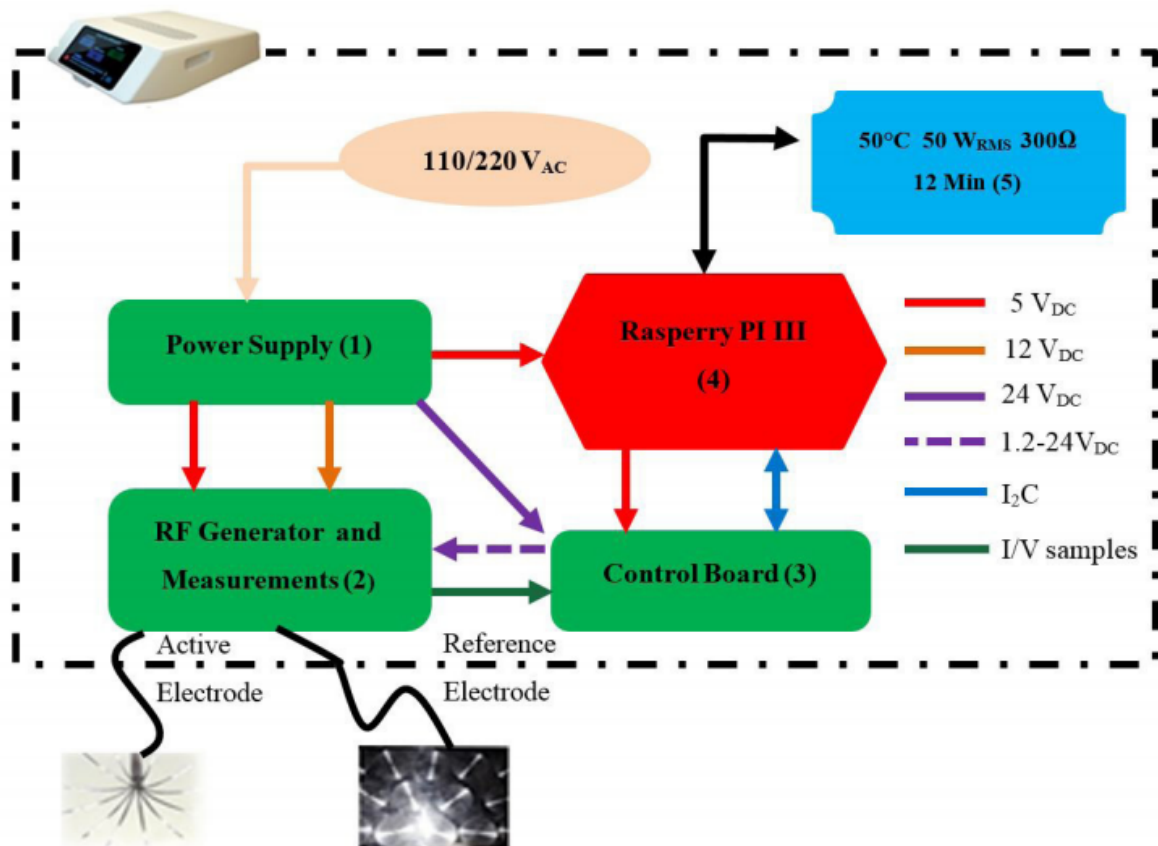 110/220 VAC
50°C 50 WRMS 300Ω
12 Min (5)
Power Supply (1)
Rasperry PI III
(4)
5 VDC
12 VDC
24 VDC
1.2-24VDC
I2C
I/V samples
RF Generator and
Measurements (2)
Control Board (3)
Active
Electrode
Reference
Electrode